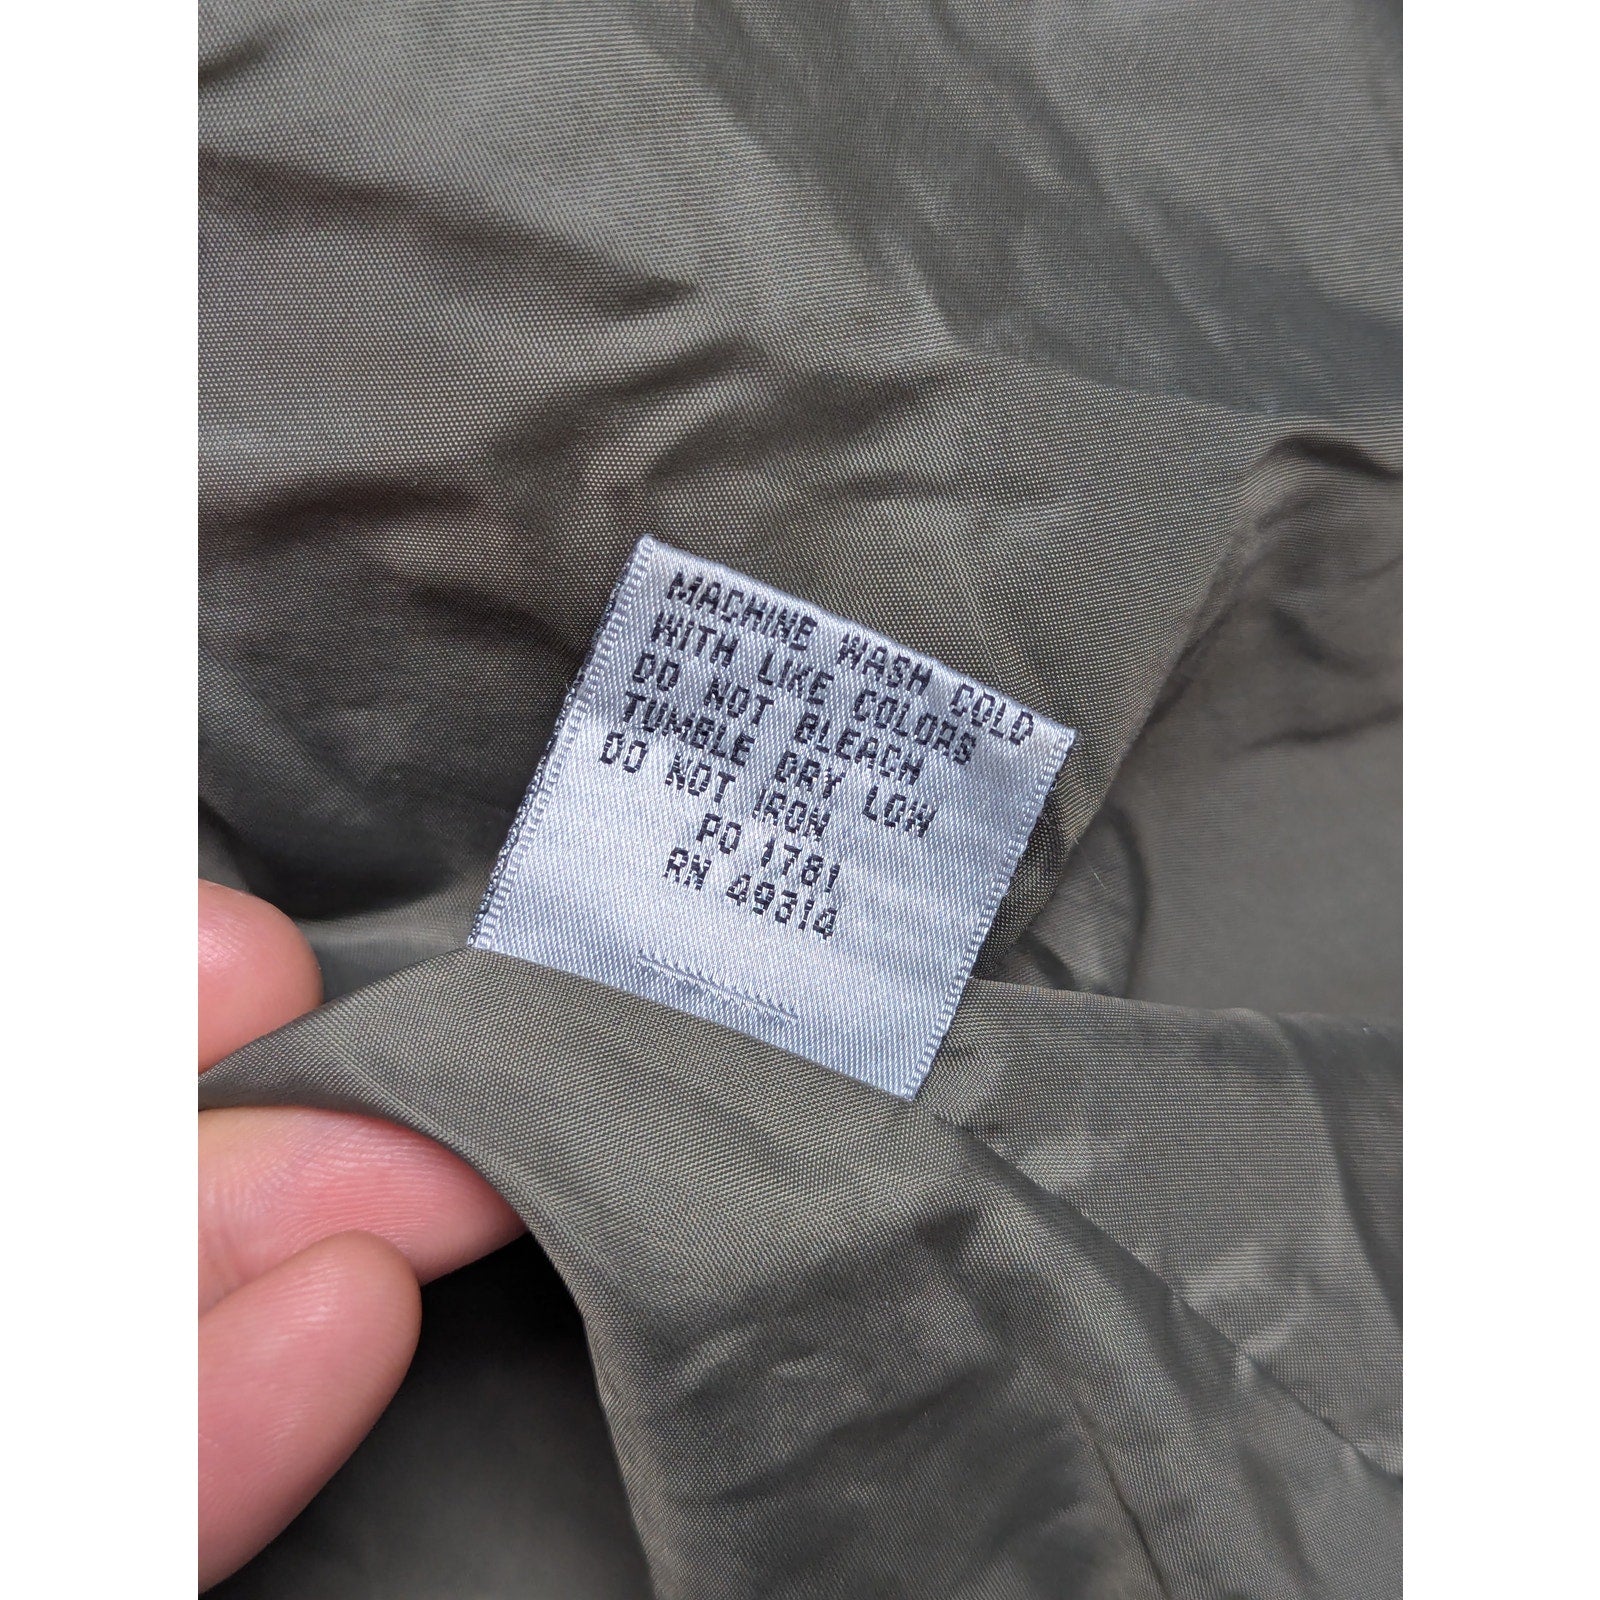 MACHINE WASH COLD
WITH LIKE COLORS
DO NOT BLEACH
TUMBLE DRY LOW
DO NOT IRON
PO 1781
RN 49314